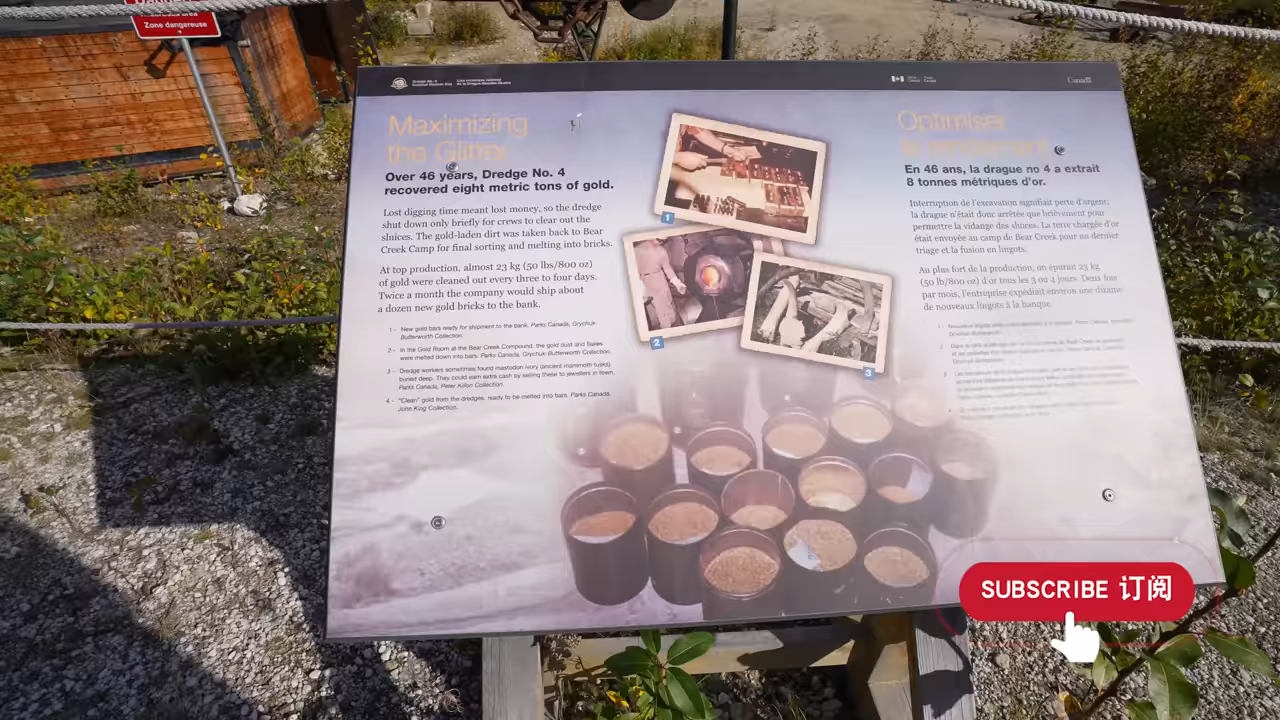 Zone dangereuse
Dredge No. 4
Canada
Maximizing
the Glitter
Over 46 years, Dredge No. 4
recovered eight metric tons of gold.
Lost digging time meant lost money, so the dredge
shut down only briefly for crews to clear out the
sluices. The gold-laden dirt was taken back to Bear
Creek Camp for final sorting and melting into bricks.
At top production, almost 23 kg (50 lbs/800 oz)
of gold were cleaned out every three to four days.
Twice a month the company would ship about
a dozen new gold bricks to the bank.
1 - New gold bars ready for shipment to the bank, Parks Canada, Grychuk-
Butterworth Collection.
2 - In the Gold Room at the Bear Creek Compound, the gold dust and flakes
were melted down into bars. Parks Canada, Grychuk-Butterworth Collection.
3 - Dredge workers sometimes found mastodon ivory (ancient mammoth tusks)
buried deep. They could earn extra cash by selling these to jewellers in town.
Parks Canada, Peter Killon Collection.
4 - "Clean" gold from the dredges, ready to be melted into bars. Parks Canada,
John King Collection.
1
2
3
Optimiser
le rendement
En 46 ans, la drague no 4 a extrait
8 tonnes métriques d'or.
Interruption de l'excavation signifiait perte d'argent;
la drague n'était donc arrêtée que brièvement pour
permettre la vidange des sluices. La terre chargée d'or
était envoyée au camp de Bear Creek pour un dernier
triage et la fusion en lingots.
Au plus fort de la production, on épurait 23 kg
(50 lb/800 oz) d'or tous les 3 ou 4 jours. Deux fois
par mois, l'entreprise expédiait environ une dizaine
de nouveaux lingots à la banque.
SUBSCRIBE 订阅